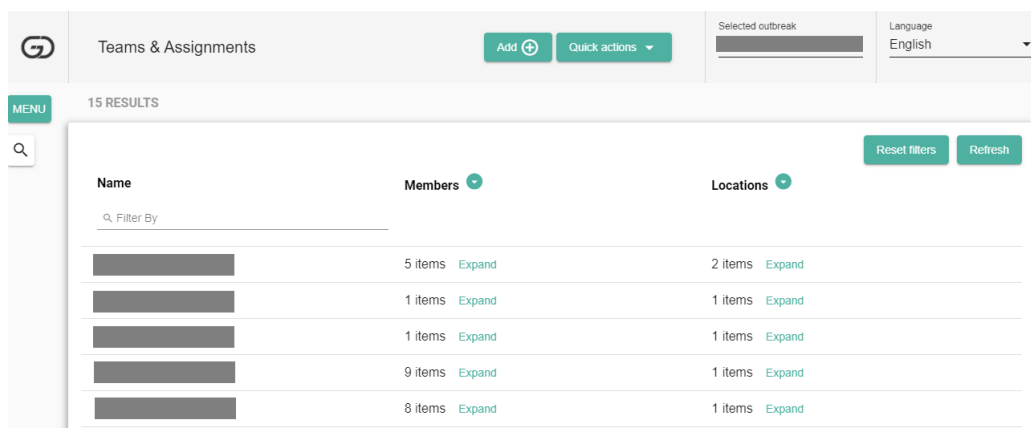 Teams & Assignments
Add
Quick actions
Selected outbreak
Language
English
MENU
15 RESULTS
Reset filters
Refresh
Name
Members
Locations
Filter By
5 items Expand 2 items Expand
1 items Expand 1 items Expand
1 items Expand 1 items Expand
9 items Expand 1 items Expand
8 items Expand 1 items Expand